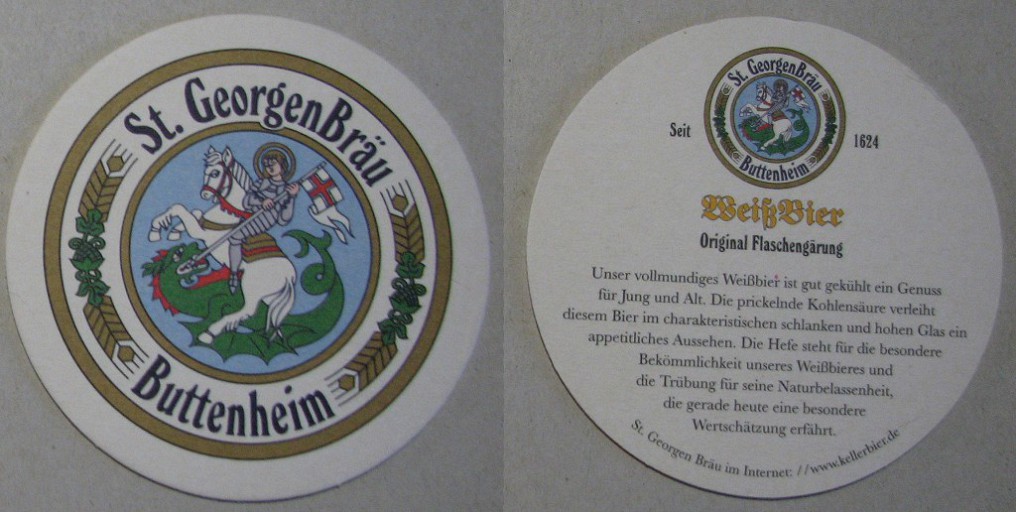 St. GeorgenBräu
Buttenheim
St. GeorgenBräu
Buttenheim
Seit 1624
WeißBier
Original Flaschengärung
Unser vollmundiges Weißbier ist gut gekühlt ein Genuss
für Jung und Alt. Die prickelnde Kohlensäure verleiht
diesem Bier im charakteristischen schlanken und hohen Glas ein
appetitliches Aussehen. Die Hefe steht für die besondere
Bekömmlichkeit unseres Weißbieres und
die Trübung für seine Naturbelassenheit,
die gerade heute eine besondere
Wertschätzung erfährt.
St. Georgen Bräu im Internet: //www.kellerbier.de